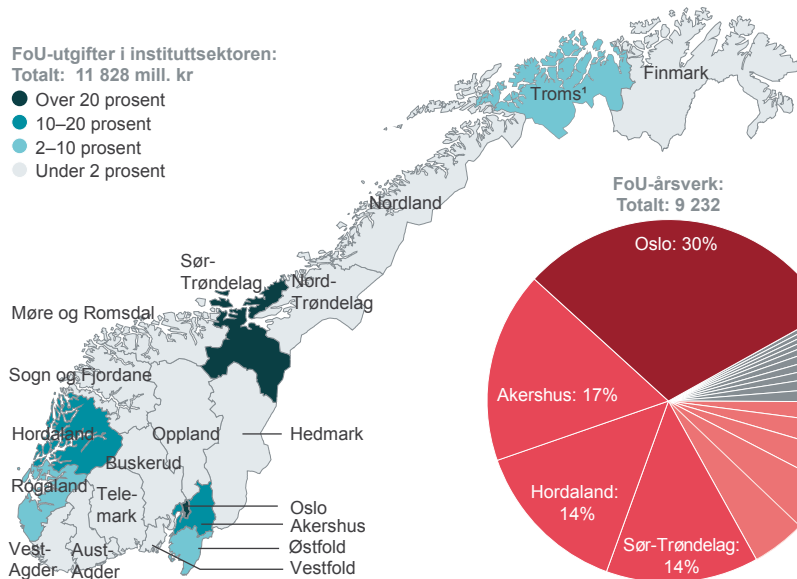 FoU-utgifter i instituttsektoren:
Totalt: 11 828 mill. kr
Over 20 prosent
10–20 prosent
2–10 prosent
Under 2 prosent
Finmark
Troms¹
Nordland
Sør-
Trøndelag
Nord-
Trøndelag
Møre og Romsdal
Sogn og Fjordane
Hordaland
Oppland
Hedmark
Buskerud
Rogaland
Tele-
mark
Oslo
Akershus
Østfold
Vestfold
Vest-
Agder
Aust-
Agder
FoU-årsverk:
Totalt: 9 232
Oslo: 30%
Akershus: 17%
Hordaland:
14%
Sør-Trøndelag:
14%